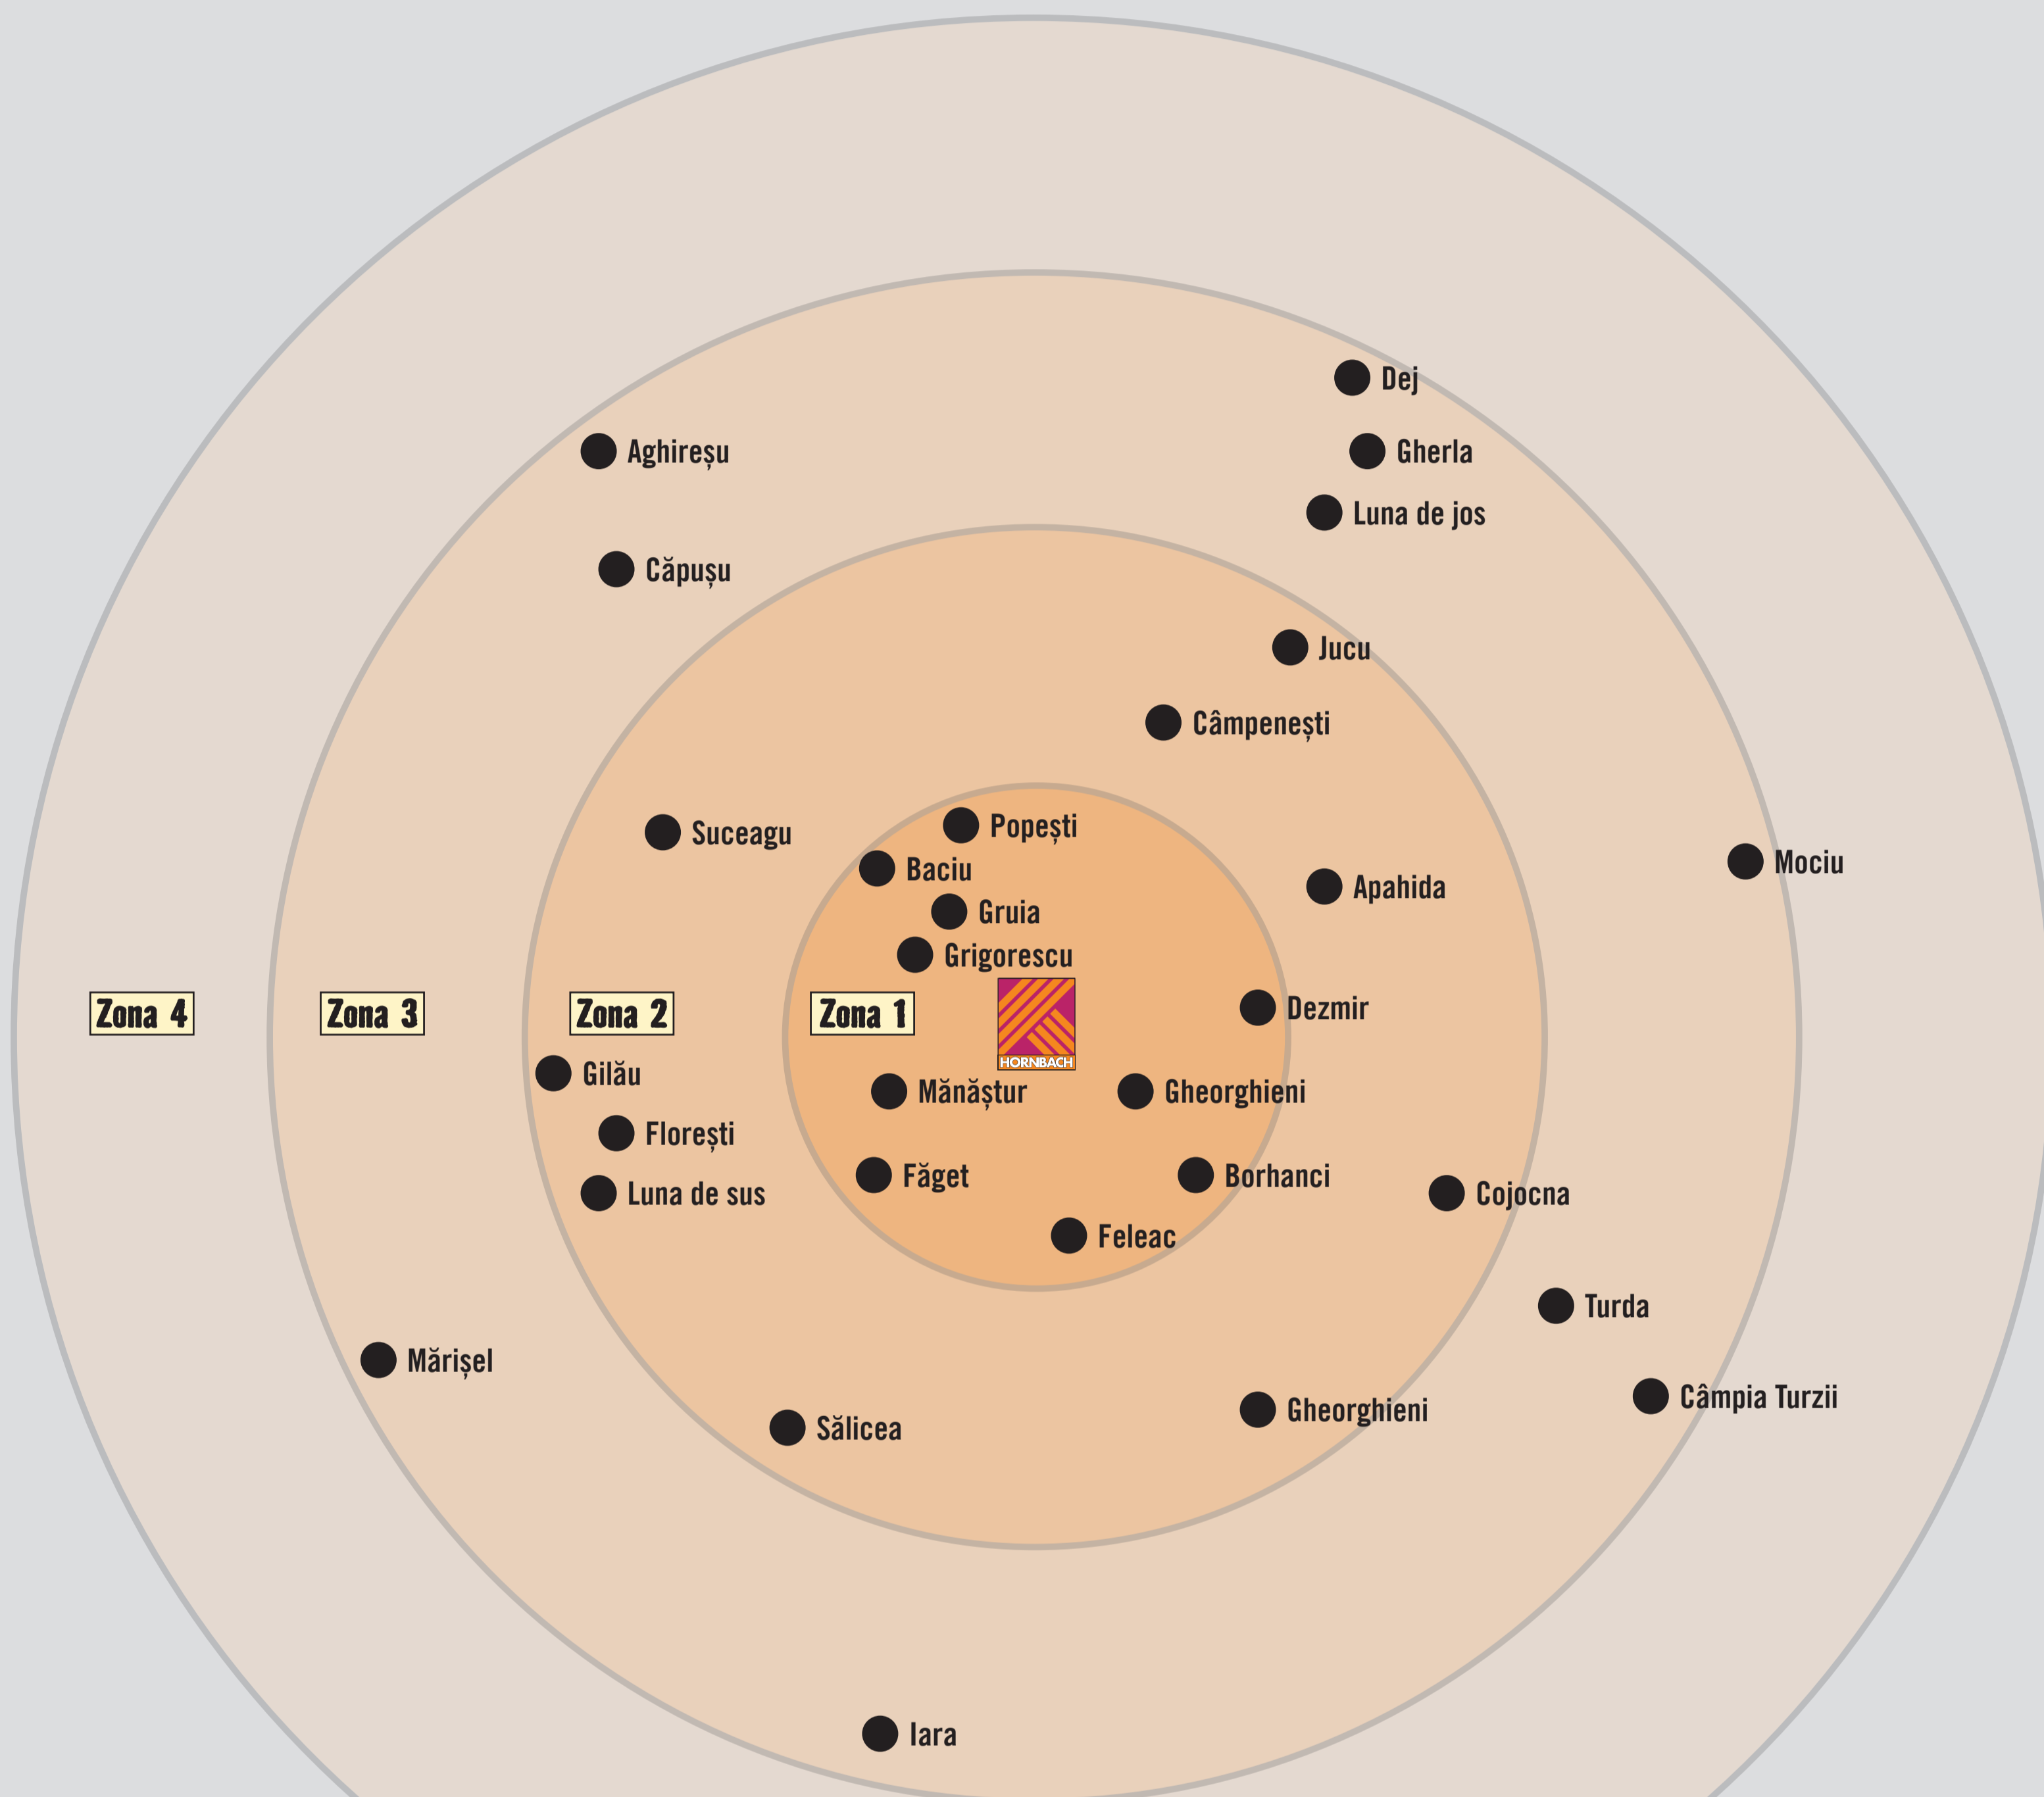 Dej
Aghireșu
Gherla
Luna de jos
Căpușu
Jucu
Câmpenești
Popești
Suceagu
Mociu
Baciu
Apahida
Gruia
Grigorescu
Dezmir
Zona 4
Zona 3
Zona 2
Zona 1
HORNBACH
Gilău
Mănăștur
Gheorghieni
Florești
Făget
Borhanci
Luna de sus
Cojocna
Feleac
Turda
Mărișel
Câmpia Turzii
Gheorghieni
Sălicea
Iara